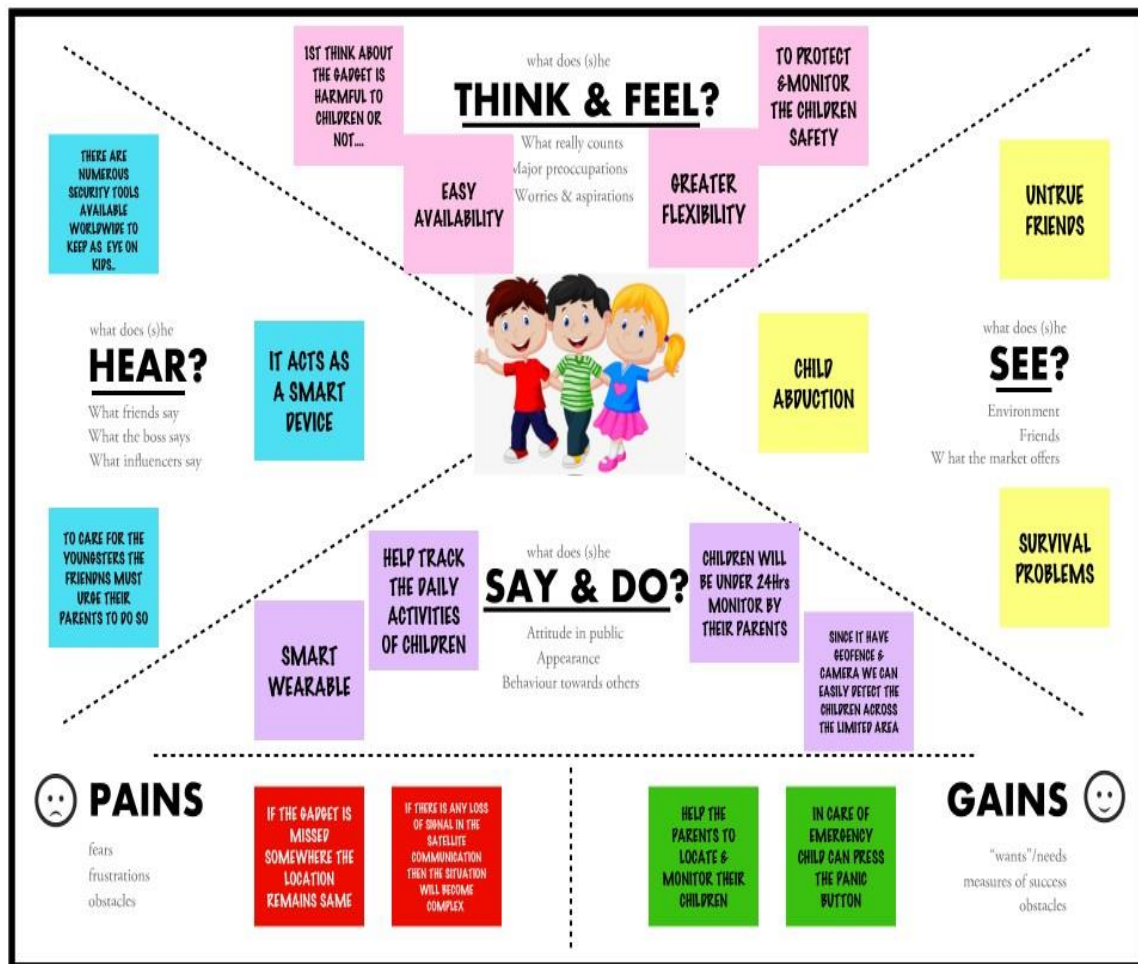 1ST THINK ABOUT
THE GADGET IS
HARMFUL TO
CHILDREN OR
NOT....
what does (s)he
THINK & FEEL?
What really counts
Major preoccupations
Worries & aspirations
EASY
AVAILABILITY
GREATER
FLEXIBILITY
TO PROTECT
&MONITOR
THE CHILDREN
SAFETY
THERE ARE
NUMEROUS
SECURITY TOOLS
AVAILABLE
WORLDWIDE TO
KEEP AS EYE ON
KIDS..
what does (s)he
HEAR?
What friends say
What the boss says
What influencers say
IT ACTS AS
A SMART
DEVICE
TO CARE FOR THE
YOUNGSTERS THE
FRIENDNS MUST
URGE THEIR
PARENTS TO DO SO
UNTRUE
FRIENDS
CHILD
ABDUCTION
what does (s)he
SEE?
Environment
Friends
W hat the market offers
SURVIVAL
PROBLEMS
SMART
WEARABLE
HELP TRACK
THE DAILY
ACTIVITIES
OF CHILDREN
what does (s)he
SAY & DO?
Attitude in public
Appearance
Behaviour towards others
CHILDREN WILL
BE UNDER 24Hrs
MONITOR BY
THEIR PARENTS
SINCE IT HAVE
GEOFENCE &
CAMERA WE CAN
EASILY DETECT THE
CHILDREN ACROSS
THE LIMITED AREA
PAINS
fears
frustrations
obstacles
IF THE GADGET IS
MISSED
SOMEWHERE THE
LOCATION
REMAINS SAME
IF THERE IS ANY LOSS
OF SIGNAL IN THE
SATELLITE
COMMUNICATION
THEN THE SITUATION
WILL BECOME
COMPLEX
HELP THE
PARENTS TO
LOCATE &
MONITOR THEIR
CHILDREN
IN CARE OF
EMERGENCY
CHILD CAN PRESS
THE PANIC
BUTTON
GAINS
“wants”/needs
measures of success
obstacles